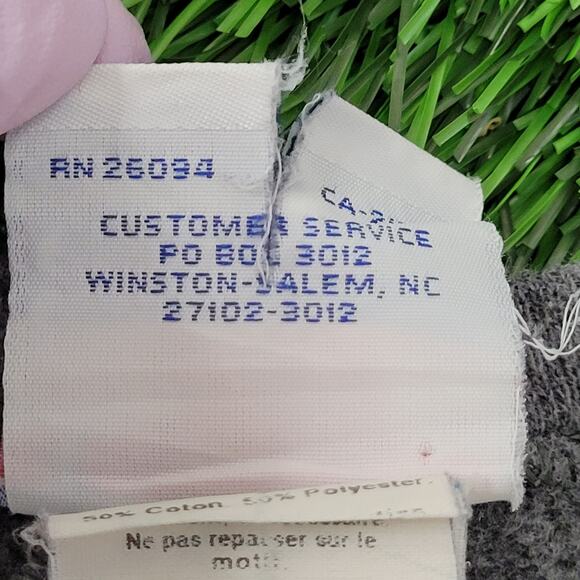 RN 26094
CA-2
CUSTOMER SERVICE
PO BOX 3012
WINSTON-SALEM, NC
27102-3012
50% Coton. 50% Polyester.
Ne pas repasser sur le
motif.